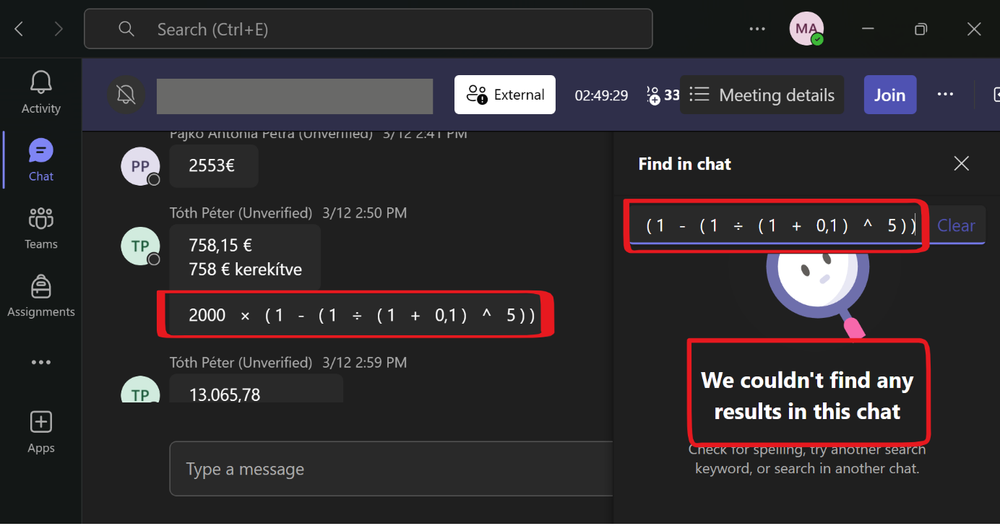 Search (Ctrl+E)
MA
Activity
Chat
Teams
Assignments
Apps
External
02:49:29
33
Meeting details
Join
Pajkó Antónia Petra (Unverified) 3/12 2:41 PM
PP
2553€
Tóth Péter (Unverified) 3/12 2:50 PM
TP
758,15 €
758 € kerekítve
2000 × (1 - (1 ÷ (1 + 0,1) ^ 5))
Tóth Péter (Unverified) 3/12 2:59 PM
TP
13.065,78
Type a message
Find in chat
(1 - (1 ÷ (1 + 0,1) ^ 5))
Clear
We couldn't find any
results in this chat
Check for spelling, try another search
keyword, or search in another chat.